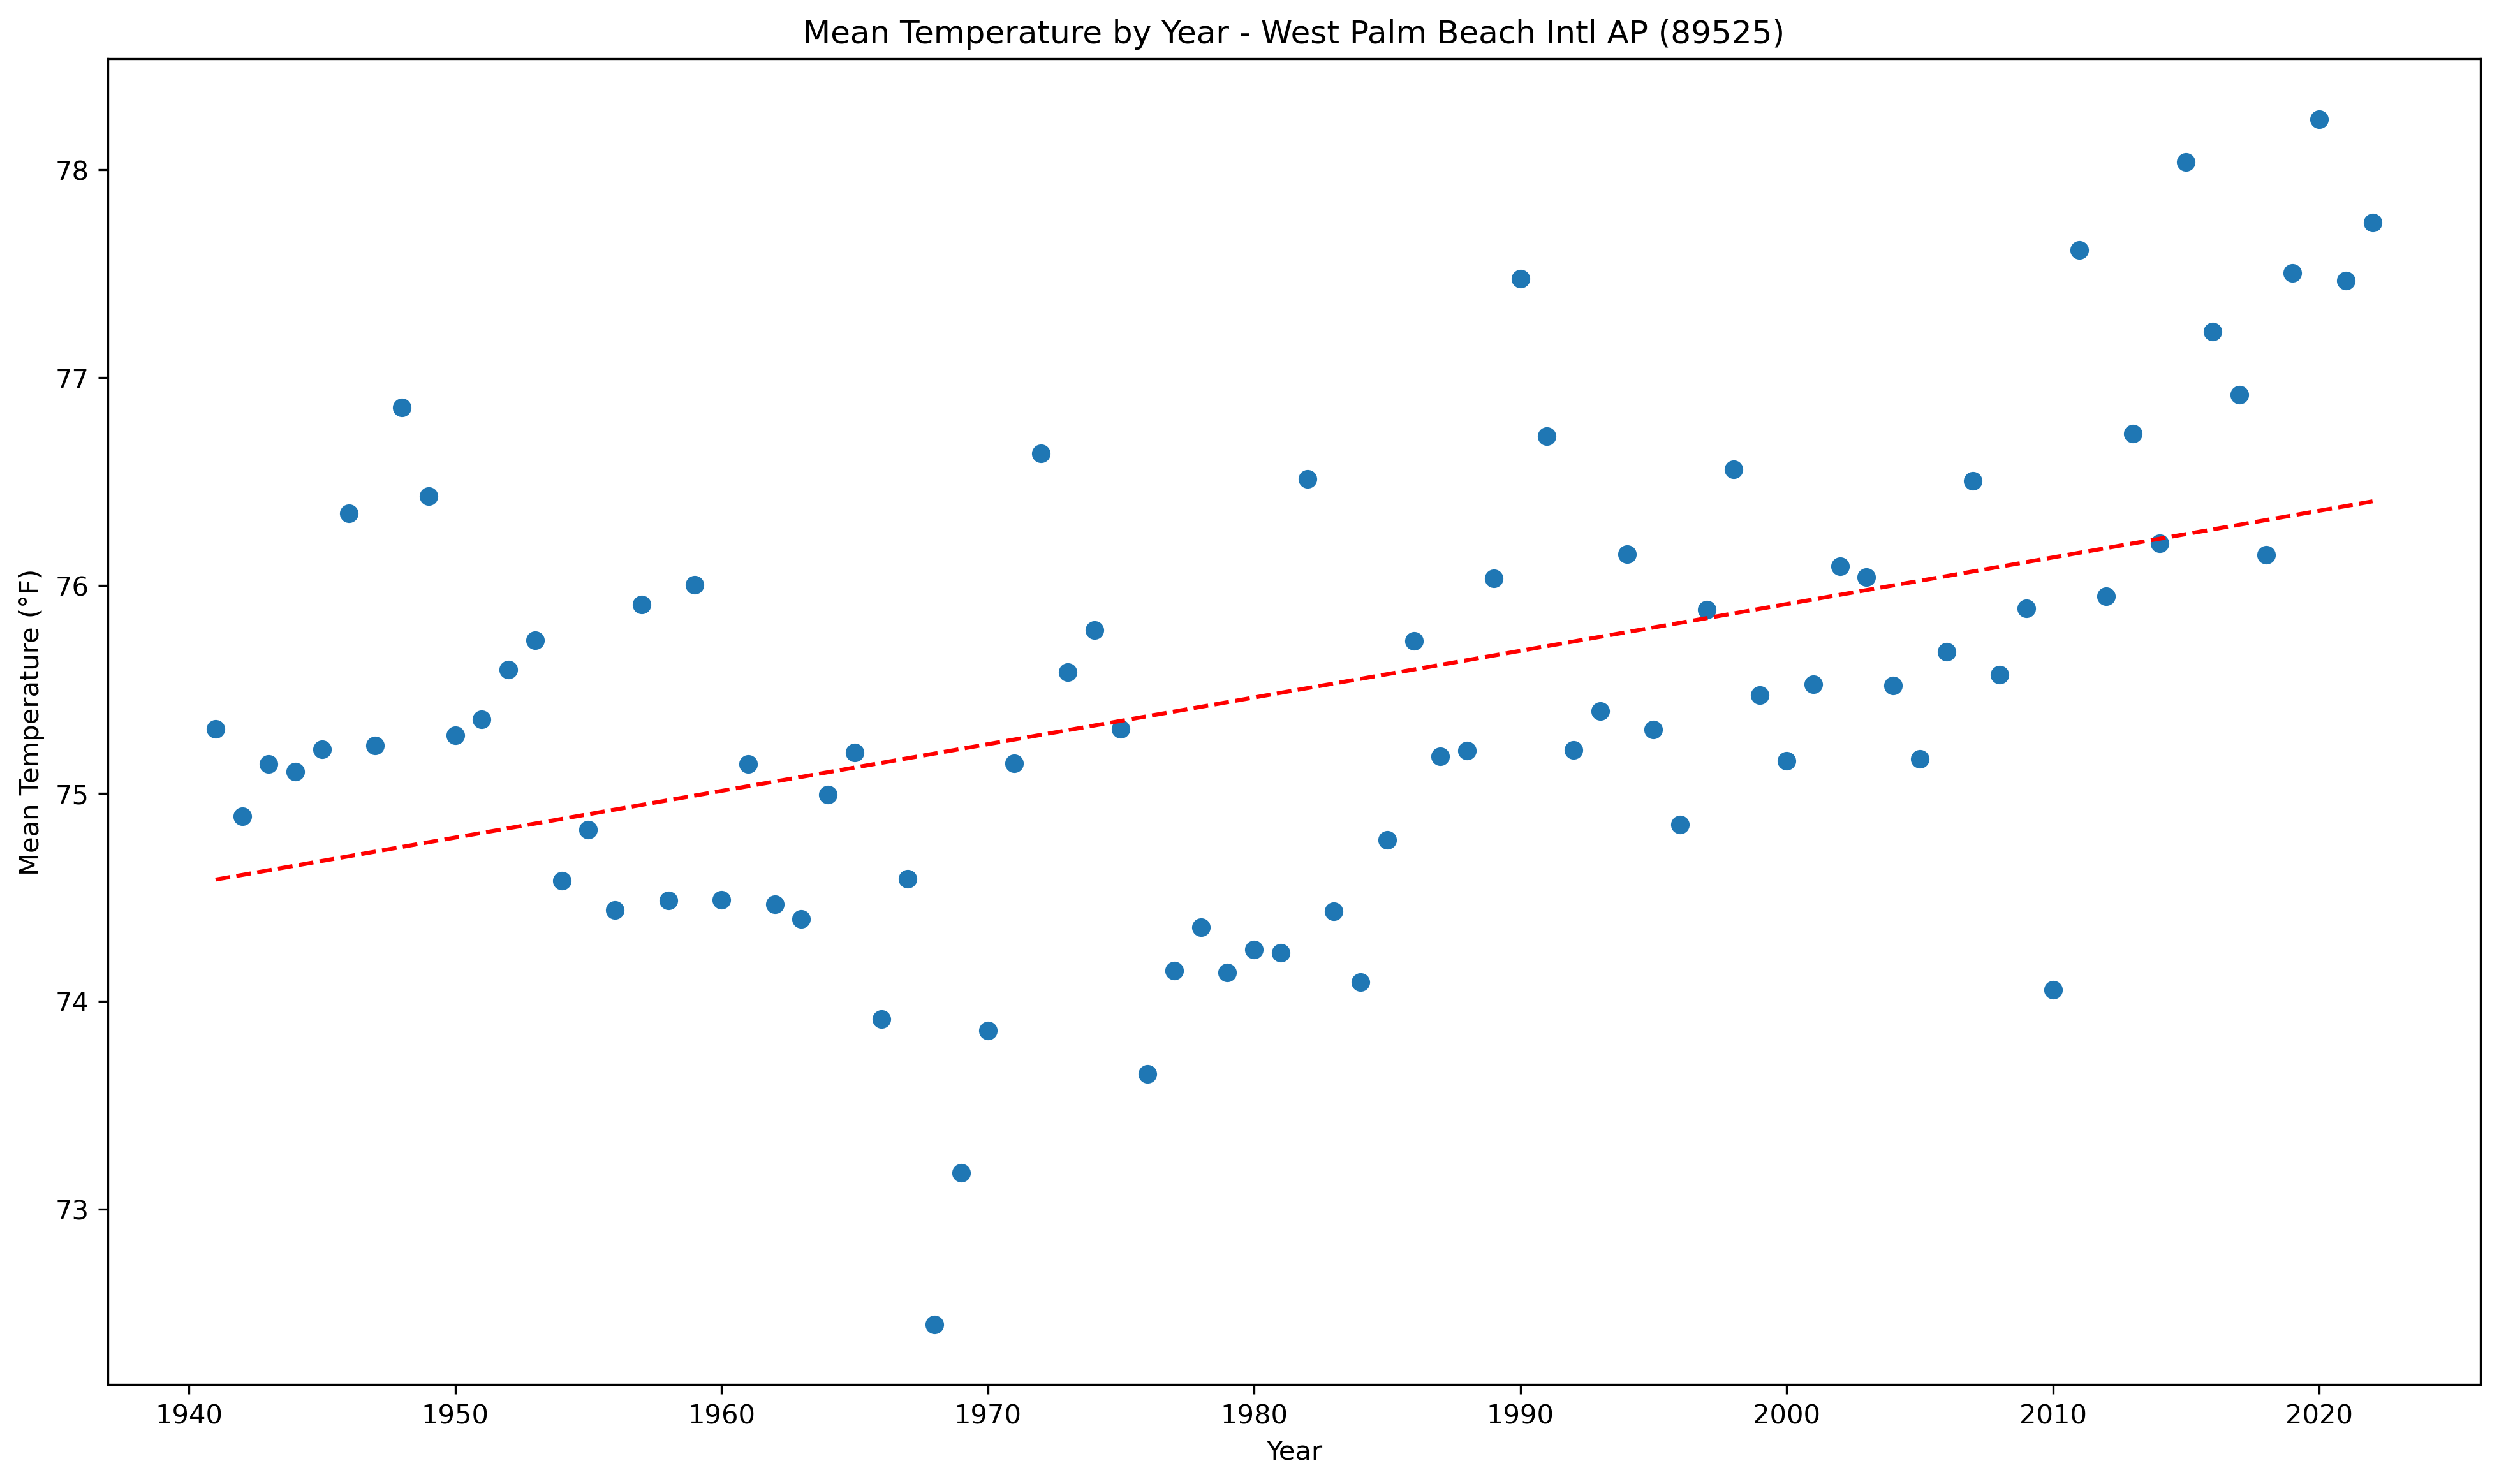 Mean Temperature by Year - West Palm Beach Intl AP (89525)
Mean Temperature (°F)
78
77
76
75
74
73
1940 1950 1960 1970 1980 1990 2000 2010 2020
Year